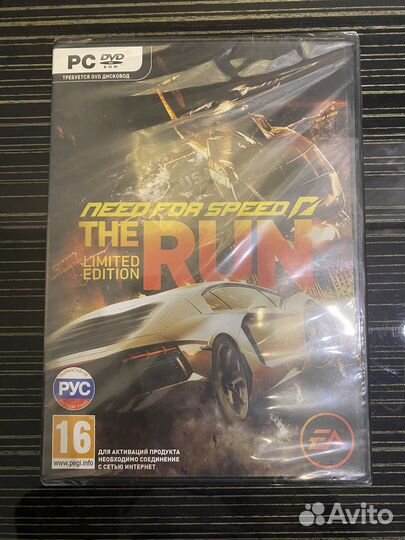 PC DVD
ROM
ТРЕБУЕТСЯ DVD ДИСКОВОД
NEED FOR SPEED
THE RUN
LIMITED
EDITION
РУС
16
www.pegi.info
ДЛЯ АКТИВАЦИЙ ПРОДУКТА
НЕОБХОДИМО СОЕДИНЕНИЕ
С СЕТЬЮ ИНТЕРНЕТ
EA
Avito